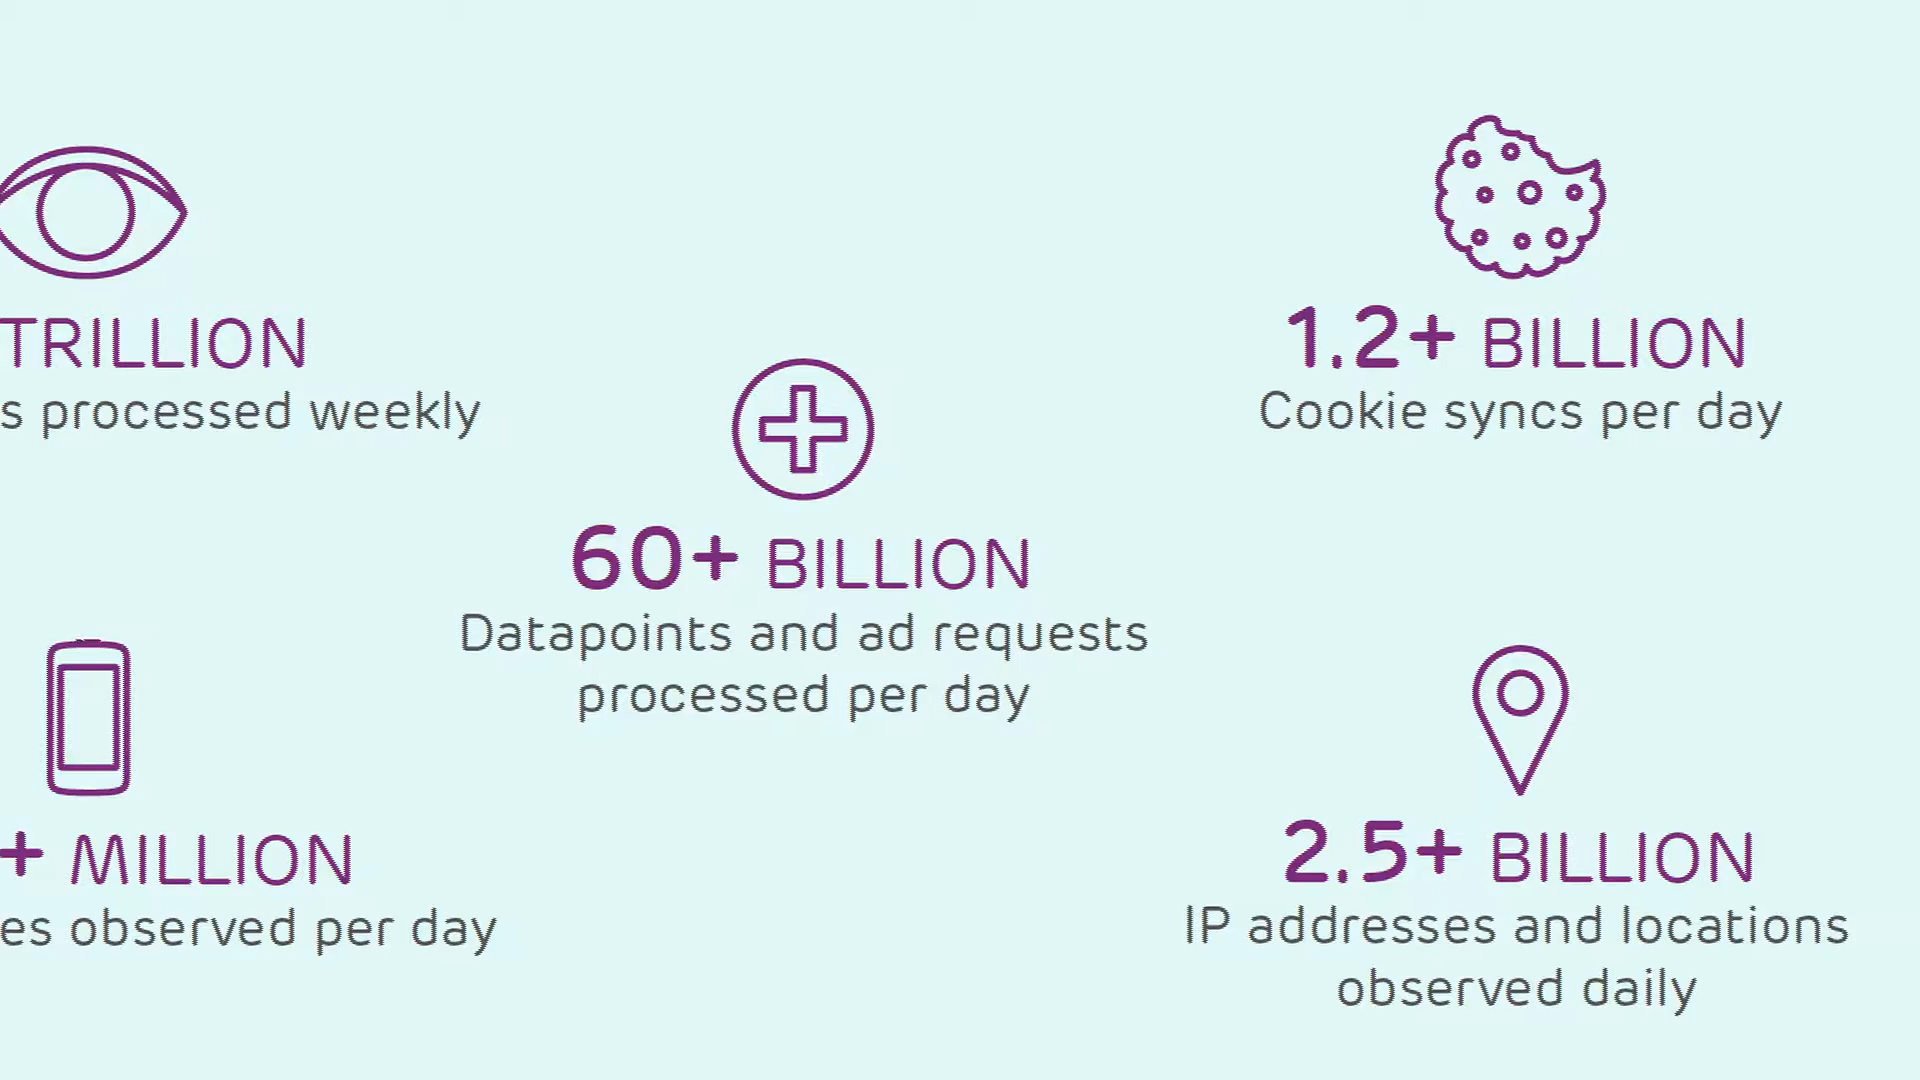 TRILLION
s processed weekly
60+ BILLION
Datapoints and ad requests
processed per day
1.2+ BILLION
Cookie syncs per day
+ MILLION
es observed per day
2.5+ BILLION
IP addresses and locations
observed daily